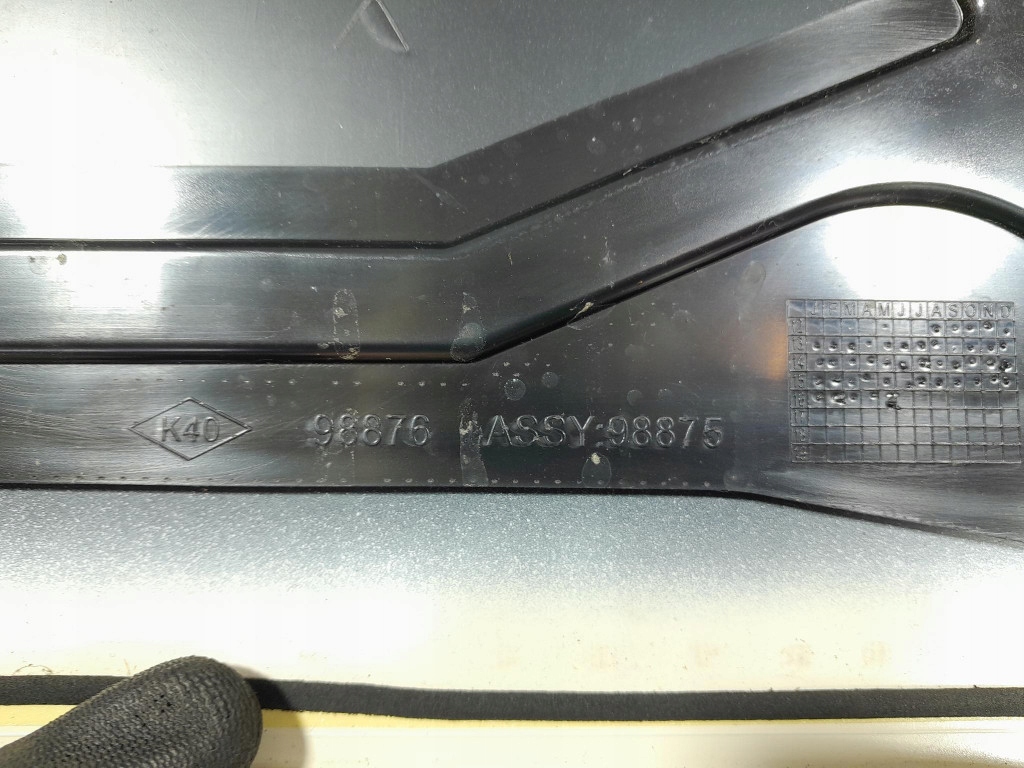 J F M A M J J A S O N D
K40 98876 ASSY:98875